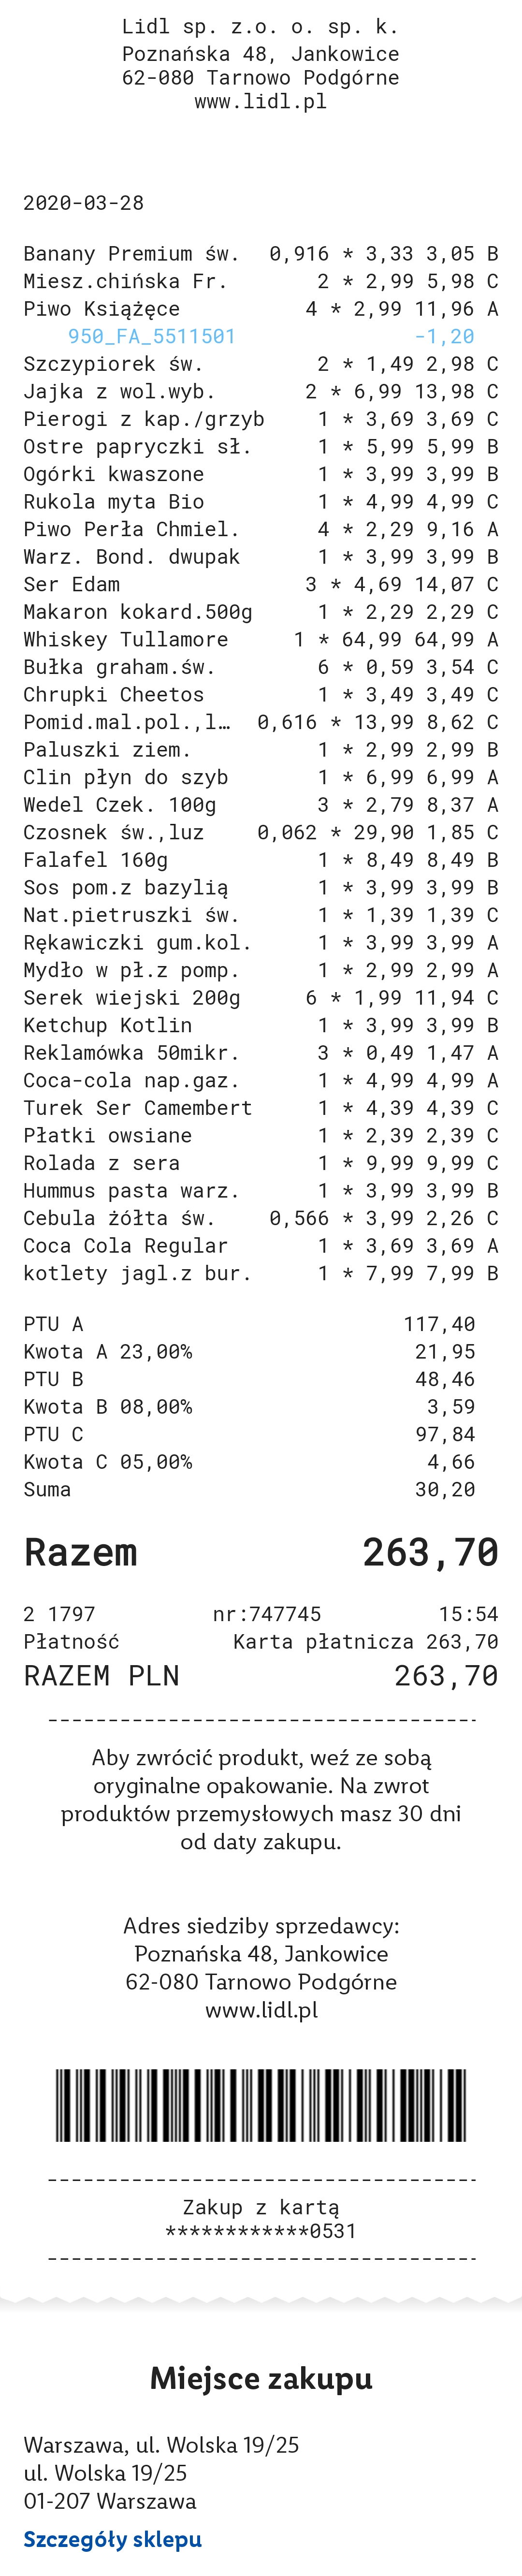 Lidl sp. z.o. o. sp. k.
Poznańska 48, Jankowice
62-080 Tarnowo Podgórne
www.lidl.pl
2020-03-28
Banany Premium św. 0,916 * 3,33 3,05 B
Miesz.chińska Fr. 2 * 2,99 5,98 C
Piwo Książęce 4 * 2,99 11,96 A
950_FA_5511501 -1,20
Szczypiorek św. 2 * 1,49 2,98 C
Jajka z wol.wyb. 2 * 6,99 13,98 C
Pierogi z kap./grzyb 1 * 3,69 3,69 C
Ostre papryczki sł. 1 * 5,99 5,99 B
Ogórki kwaszone 1 * 3,99 3,99 B
Rukola myta Bio 1 * 4,99 4,99 C
Piwo Perła Chmiel. 4 * 2,29 9,16 A
Warz. Bond. dwupak 1 * 3,99 3,99 B
Ser Edam 3 * 4,69 14,07 C
Makaron kokard.500g 1 * 2,29 2,29 C
Whiskey Tullamore 1 * 64,99 64,99 A
Bułka graham.św. 6 * 0,59 3,54 C
Chrupki Cheetos 1 * 3,49 3,49 C
Pomid.mal.pol.,l… 0,616 * 13,99 8,62 C
Paluszki ziem. 1 * 2,99 2,99 B
Clin płyn do szyb 1 * 6,99 6,99 A
Wedel Czek. 100g 3 * 2,79 8,37 A
Czosnek św.,luz 0,062 * 29,90 1,85 C
Falafel 160g 1 * 8,49 8,49 B
Sos pom.z bazylią 1 * 3,99 3,99 B
Nat.pietruszki św. 1 * 1,39 1,39 C
Rękawiczki gum.kol. 1 * 3,99 3,99 A
Mydło w pł.z pomp. 1 * 2,99 2,99 A
Serek wiejski 200g 6 * 1,99 11,94 C
Ketchup Kotlin 1 * 3,99 3,99 B
Reklamówka 50mikr. 3 * 0,49 1,47 A
Coca-cola nap.gaz. 1 * 4,99 4,99 A
Turek Ser Camembert 1 * 4,39 4,39 C
Płatki owsiane 1 * 2,39 2,39 C
Rolada z sera 1 * 9,99 9,99 C
Hummus pasta warz. 1 * 3,99 3,99 B
Cebula żółta św. 0,566 * 3,99 2,26 C
Coca Cola Regular 1 * 3,69 3,69 A
kotlety jagl.z bur. 1 * 7,99 7,99 B
PTU A 117,40
Kwota A 23,00% 21,95
PTU B 48,46
Kwota B 08,00% 3,59
PTU C 97,84
Kwota C 05,00% 4,66
Suma 30,20
Razem 263,70
2 1797 nr:747745 15:54
Płatność Karta płatnicza 263,70
RAZEM PLN 263,70
Aby zwrócić produkt, weź ze sobą
oryginalne opakowanie. Na zwrot
produktów przemysłowych masz 30 dni
od daty zakupu.
Adres siedziby sprzedawcy:
Poznańska 48, Jankowice
62-080 Tarnowo Podgórne
www.lidl.pl
Zakup z kartą
************0531
Miejsce zakupu
Warszawa, ul. Wolska 19/25
ul. Wolska 19/25
01-207 Warszawa
Szczegóły sklepu